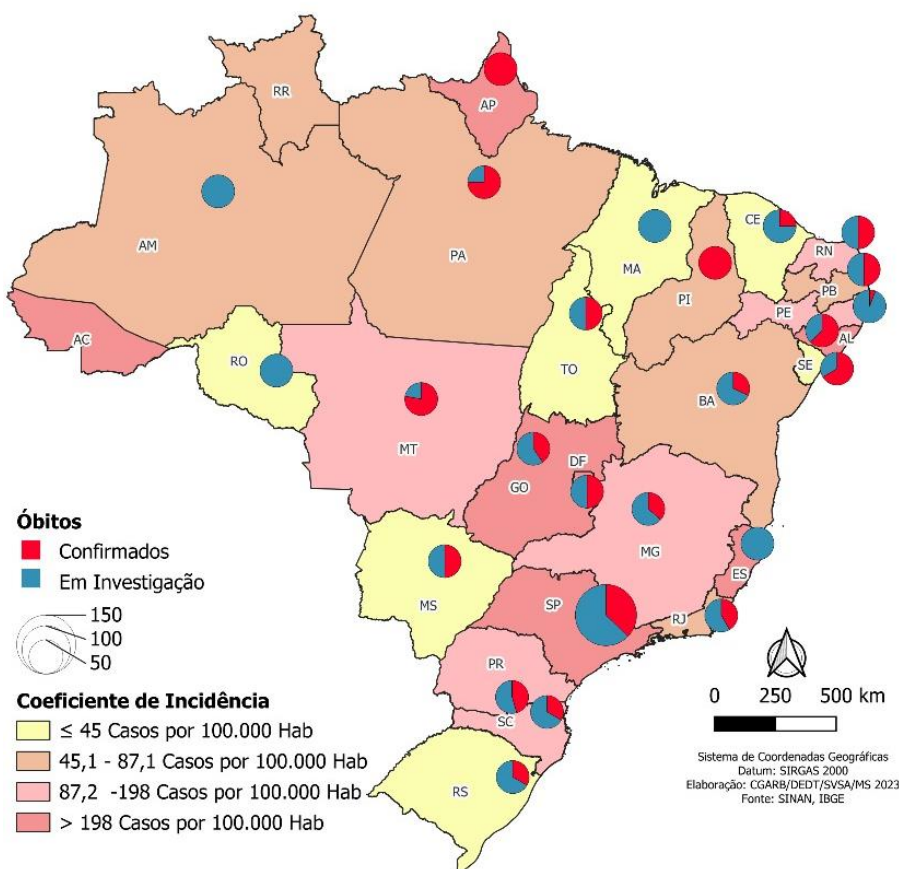 RR
AP
AM
PA
MA
CE
RN
PB
PI
PE
AL
AC
RO
TO
SE
BA
MT
GO
DF
MG
ES
MS
SP
RJ
PR
SC
RS
Óbitos
Confirmados
Em Investigação
150
100
50
Coeficiente de Incidência
≤ 45 Casos por 100.000 Hab
45,1 - 87,1 Casos por 100.000 Hab
87,2 -198 Casos por 100.000 Hab
> 198 Casos por 100.000 Hab
0 250 500 km
Sistema de Coordenadas Geográficas
Datum: SIRGAS 2000
Elaboração: CGARB/DEDT/SVSA/MS 2023
Fonte: SINAN, IBGE